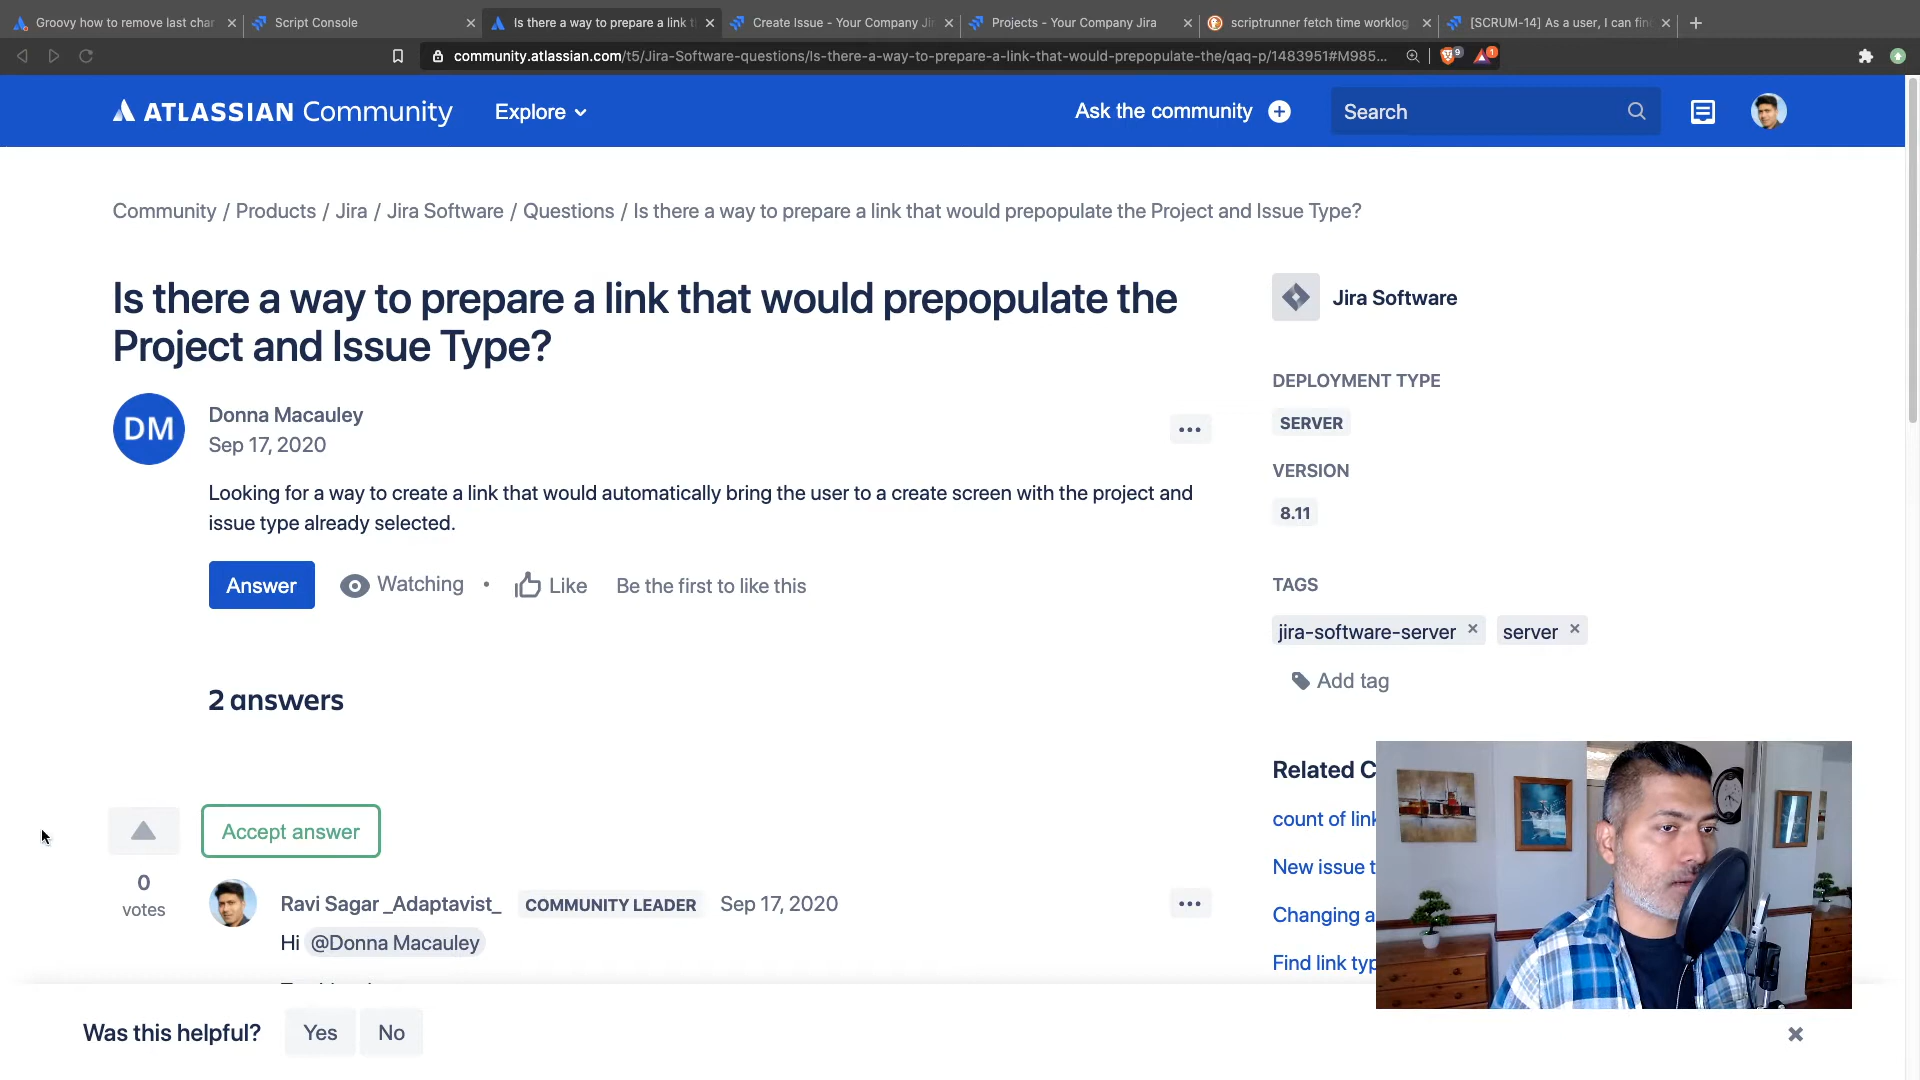 Groovy how to remove last char
Script Console
Is there a way to prepare a link t
Create Issue - Your Company Jir
Projects - Your Company Jira
scriptrunner fetch time worklog
[SCRUM-14] As a user, I can fin
community.atlassian.com/t5/Jira-Software-questions/Is-there-a-way-to-prepare-a-link-that-would-prepopulate-the/qaq-p/1483951#M985...
9
1
ATLASSIAN Community
Explore
Ask the community
Search
Community / Products / Jira / Jira Software / Questions / Is there a way to prepare a link that would prepopulate the Project and Issue Type?
Is there a way to prepare a link that would prepopulate the
Project and Issue Type?
Jira Software
DM
Donna Macauley
Sep 17, 2020
DEPLOYMENT TYPE
SERVER
VERSION
8.11
Looking for a way to create a link that would automatically bring the user to a create screen with the project and
issue type already selected.
Answer
Watching
•
Like
Be the first to like this
TAGS
jira-software-server ×
server ×
Add tag
2 answers
Related C
count of link
New issue t
Changing a
Find link typ
Accept answer
0
votes
Ravi Sagar _Adaptavist_
COMMUNITY LEADER
Sep 17, 2020
Hi @Donna Macauley
Was this helpful?
Yes
No